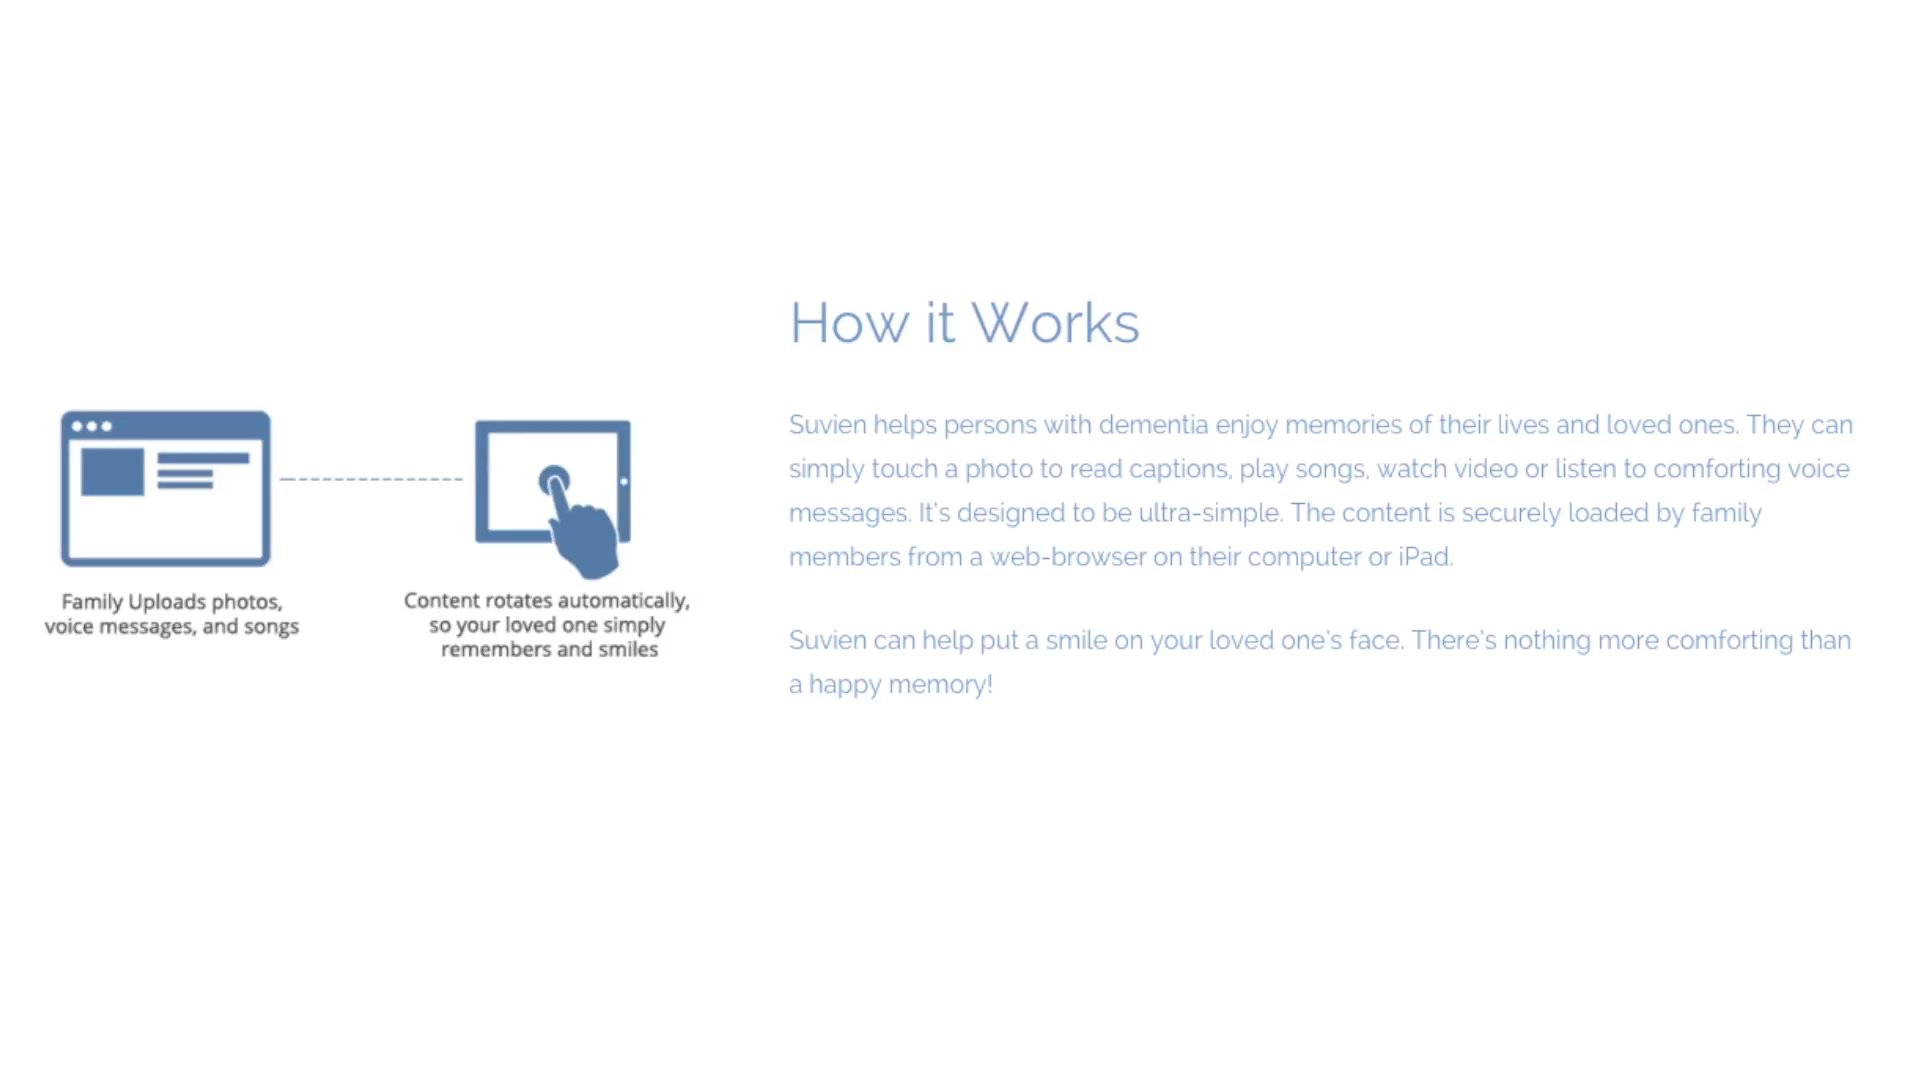 How it Works
Suvien helps persons with dementia enjoy memories of their lives and loved ones. They can
simply touch a photo to read captions, play songs, watch video or listen to comforting voice
messages. It's designed to be ultra-simple. The content is securely loaded by family
members from a web-browser on their computer or iPad.
Suvien can help put a smile on your loved one's face. There's nothing more comforting than
a happy memory!
Family Uploads photos,
voice messages, and songs
Content rotates automatically,
so your loved one simply
remembers and smiles